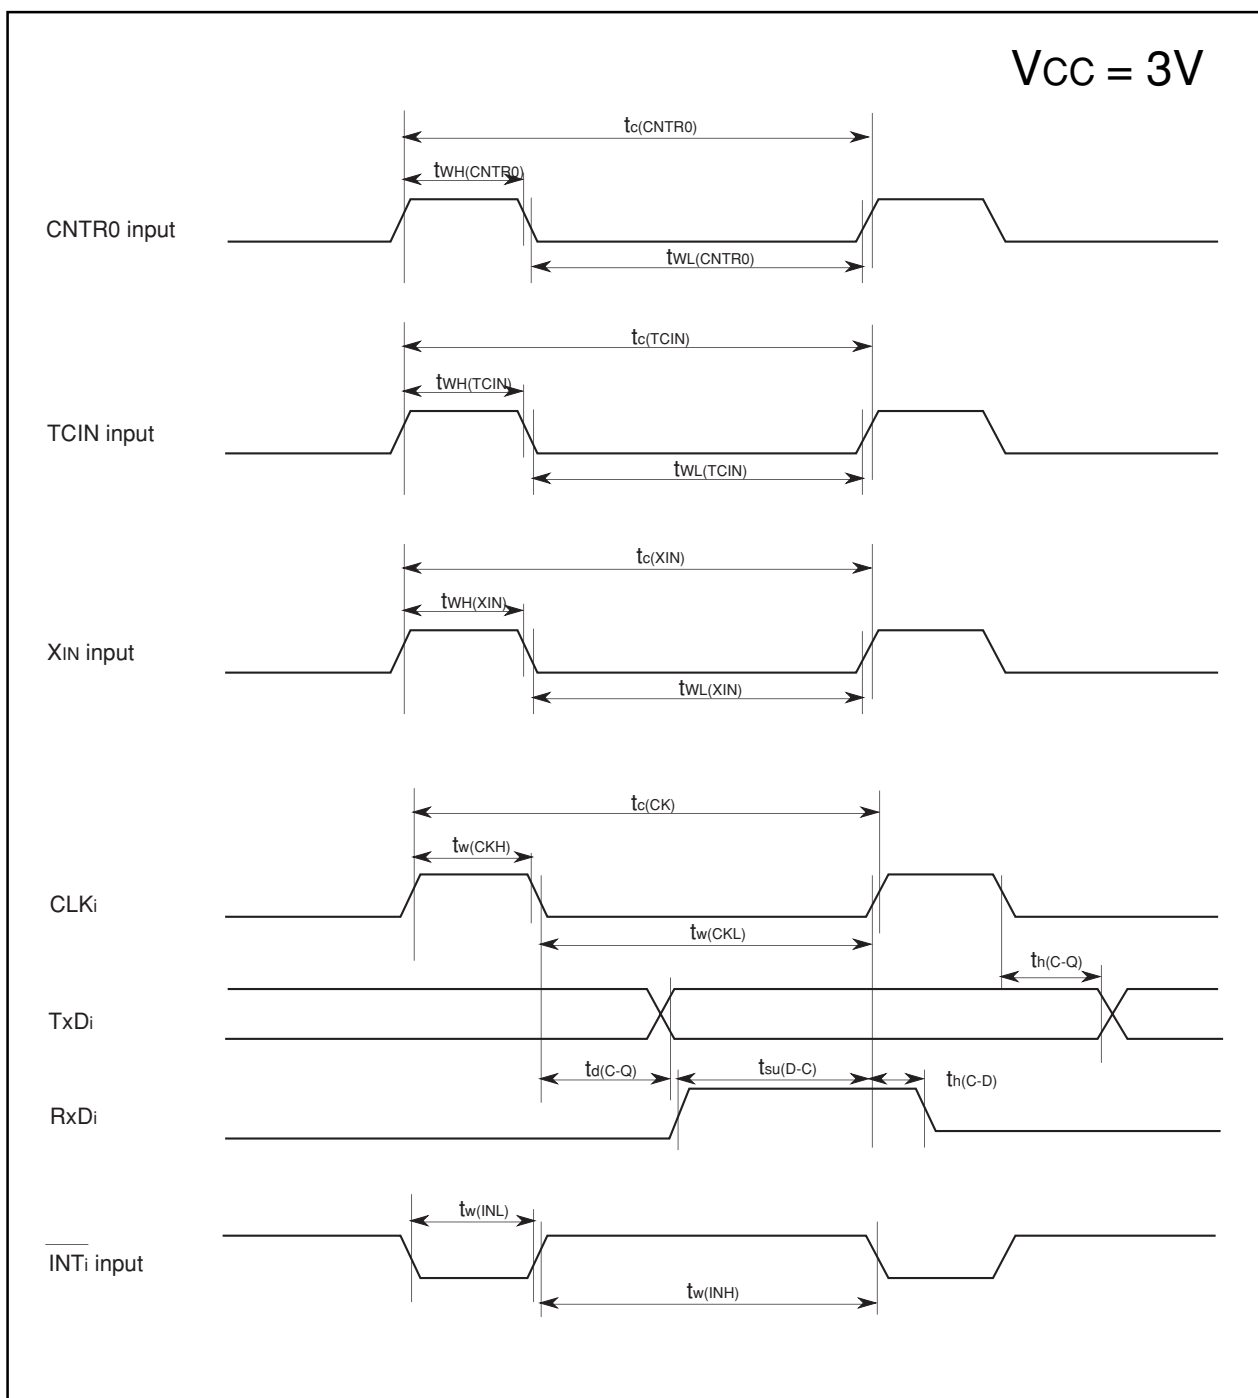 VCC = 3V
tc(CNTR0)
tWH(CNTR0)
CNTR0 input
tWL(CNTR0)
tc(TCIN)
tWH(TCIN)
TCIN input
tWL(TCIN)
tc(XIN)
tWH(XIN)
XIN input
tWL(XIN)
tc(CK)
tw(CKH)
CLKi
tw(CKL)
th(C-Q)
TxDi
td(C-Q)
tsu(D-C)
th(C-D)
RxDi
tw(INL)
INTi input
tw(INH)